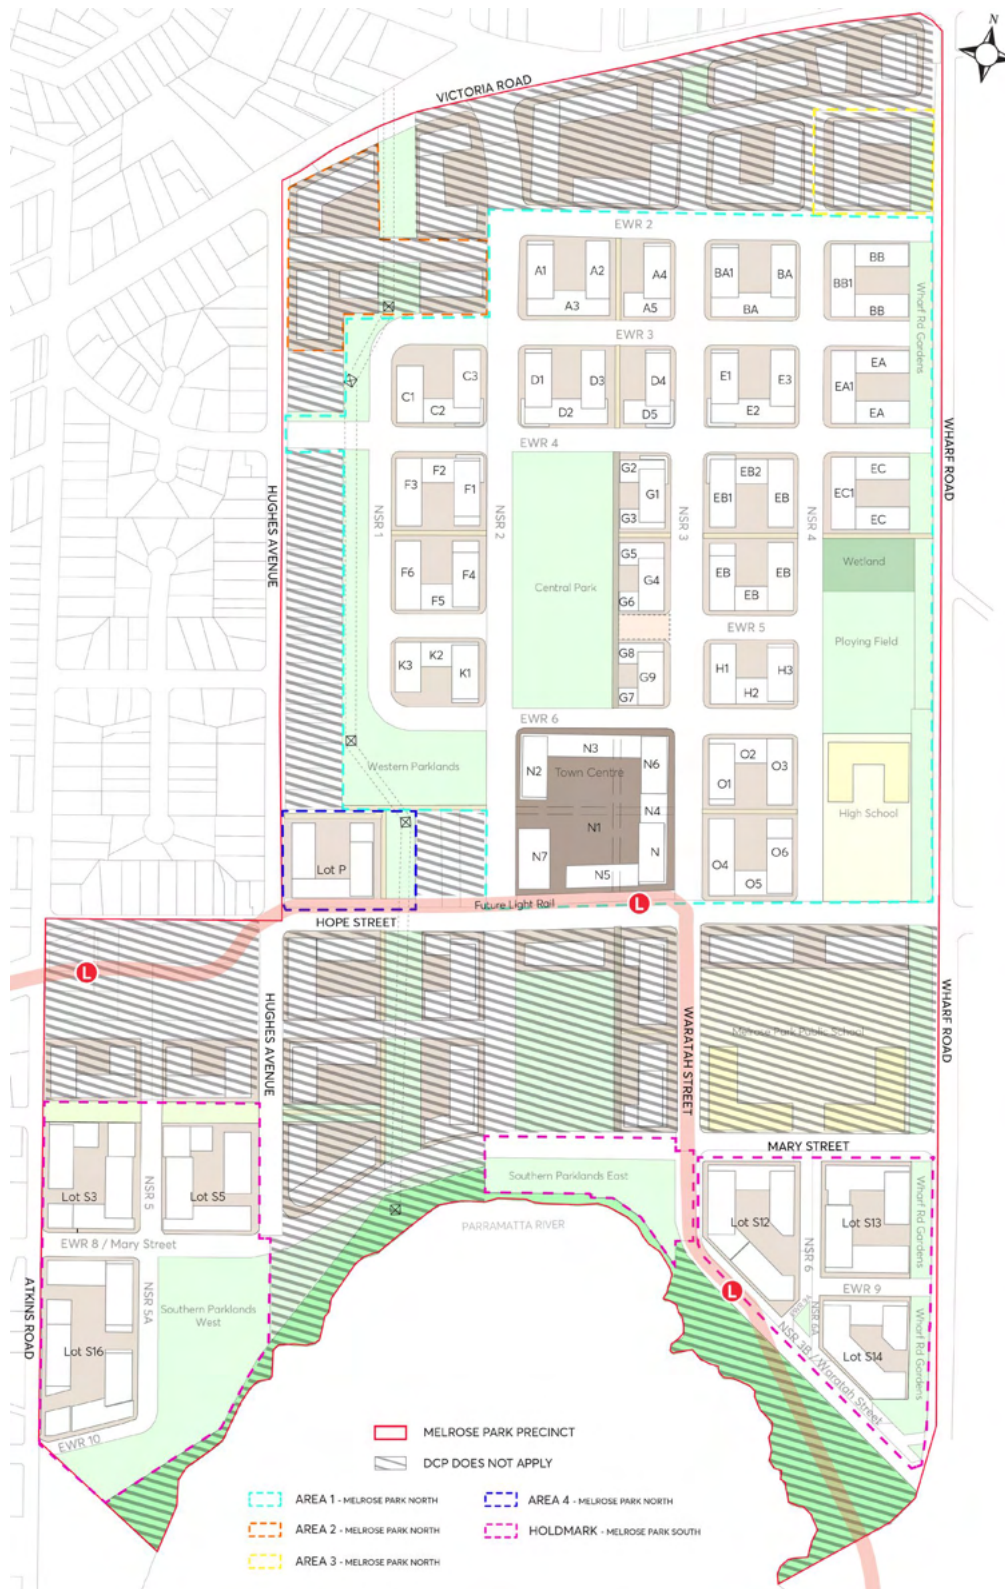 N
VICTORIA ROAD
EWR 2
A1
A2
A4
A3
A5
BA1
BA
BA
BB
BB1
BB
Wharf Rd Gardens
EWR 3
C3
C1
C2
D1
D3
D4
D2
D5
E1
E3
E2
EA
EA1
EA
EWR 4
WHARF ROAD
HUGHES AVENUE
NSR 1
NSR 2
NSR 3
NSR 4
F2
F3
F1
G2
G1
G3
EB2
EB1
EB
EC
EC1
EC
F6
F4
F5
Central Park
G5
G4
G6
EB
EB
EB
Wetland
EWR 5
Playing Field
K2
K3
K1
G8
G9
G7
H1
H3
H2
EWR 6
Western Parklands
N3
N2
Town Centre
N6
N4
N1
N7
N5
N
O2
O1
O3
O4
O6
O5
High School
Lot P
Future Light Rail
L
HOPE STREET
L
HUGHES AVENUE
WARATAH STREET
WHARF ROAD
Melrose Park Public School
MARY STREET
Southern Parklands East
PARRAMATTA RIVER
Lot S3
NSR 5
Lot S5
EWR 8 / Mary Street
Lot S12
Lot S13
NSR 6
Wharf Rd Gardens
EWR 9
L
ATKINS ROAD
NSR 5A
Southern Parklands
West
Lot S16
EWR 10
NSR 6A
NSR 3B / Waratah Street
Lot S14
Wharf Rd Gardens
MELROSE PARK PRECINCT
DCP DOES NOT APPLY
AREA 1 - MELROSE PARK NORTH
AREA 4 - MELROSE PARK NORTH
AREA 2 - MELROSE PARK NORTH
HOLDMARK - MELROSE PARK SOUTH
AREA 3 - MELROSE PARK NORTH